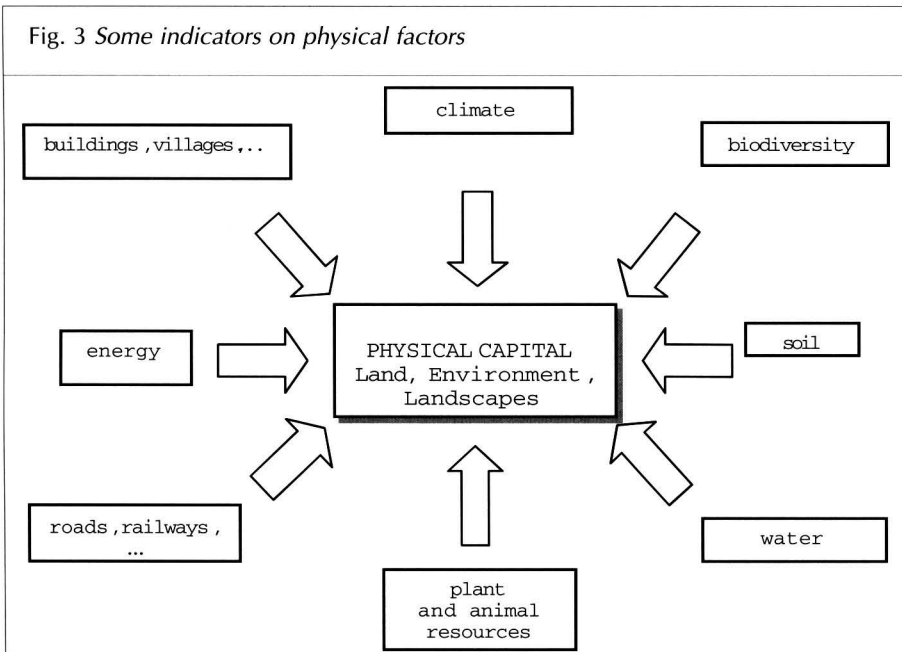 Fig. 3 Some indicators on physical factors
climate
buildings ,villages,..
biodiversity
energy
PHYSICAL CAPITAL
Land, Environment ,
Landscapes
soil
roads ,railways ,
...
water
plant
and animal
resources